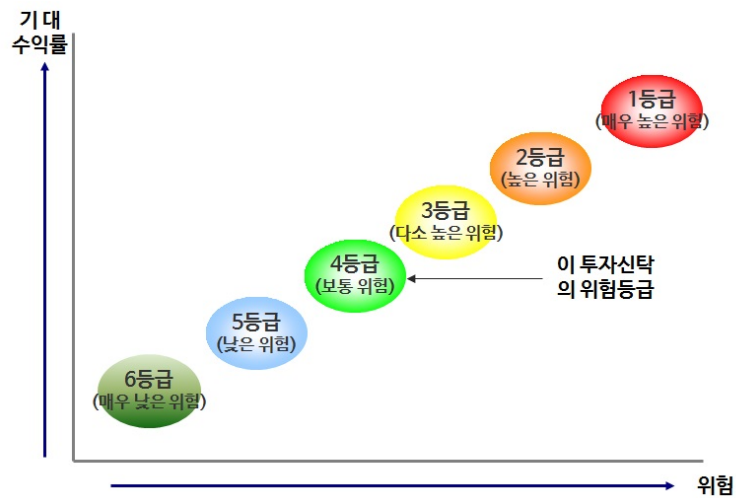 기 대
수익률
1등급
(매우 높은 위험)
2등급
(높은 위험)
3등급
(다소 높은 위험)
4등급
(보통 위험)
이 투자신탁
의 위험등급
5등급
(낮은 위험)
6등급
(매우 낮은 위험)
위험